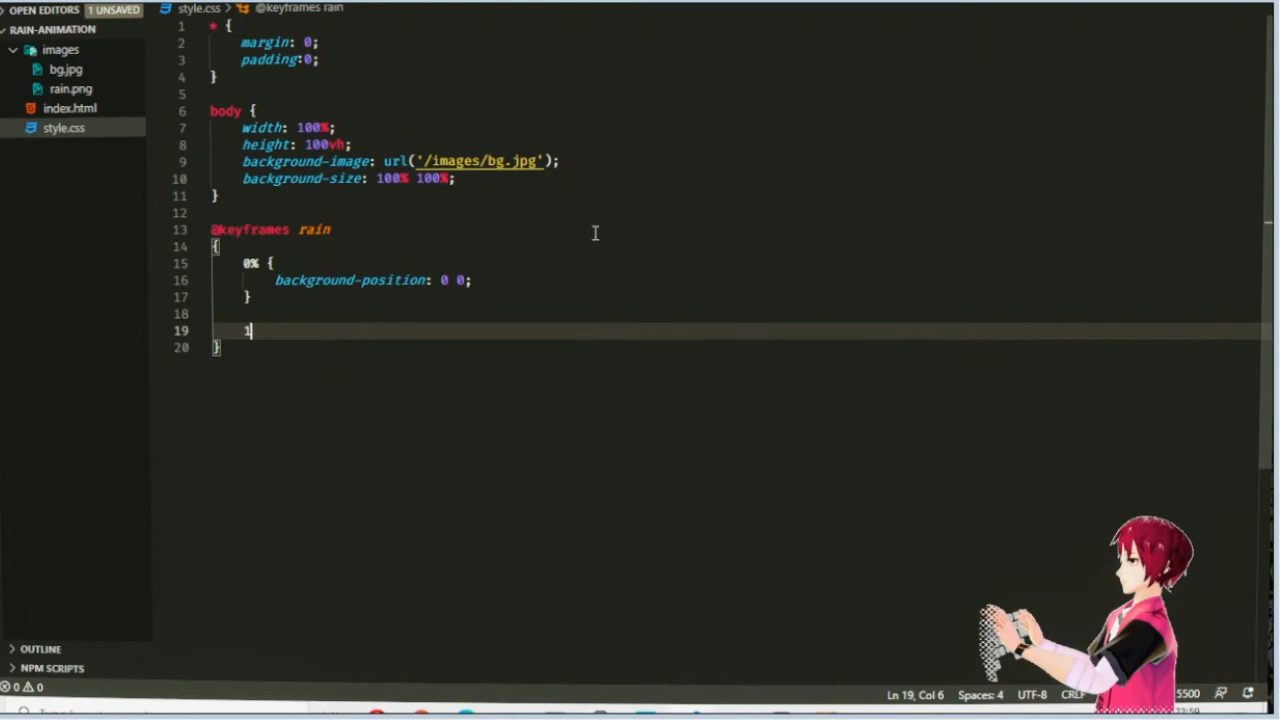 OPEN EDITORS 1 UNSAVED
style.css > @keyframes rain
RAIN-ANIMATION
images
bg.jpg
rain.png
index.html
style.css
1 * {
2 margin: 0;
3 padding:0;
4 }
5
6 body {
7 width: 100%;
8 height: 100vh;
9 background-image: url('/images/bg.jpg');
10 background-size: 100% 100%;
11 }
12
13 @keyframes rain
14 {
15 0% {
16 background-position: 0 0;
17 }
18
19 1
20 }
OUTLINE
NPM SCRIPTS
0 0
Ln 19, Col 6 Spaces: 4 UTF-8 CRLF 5500